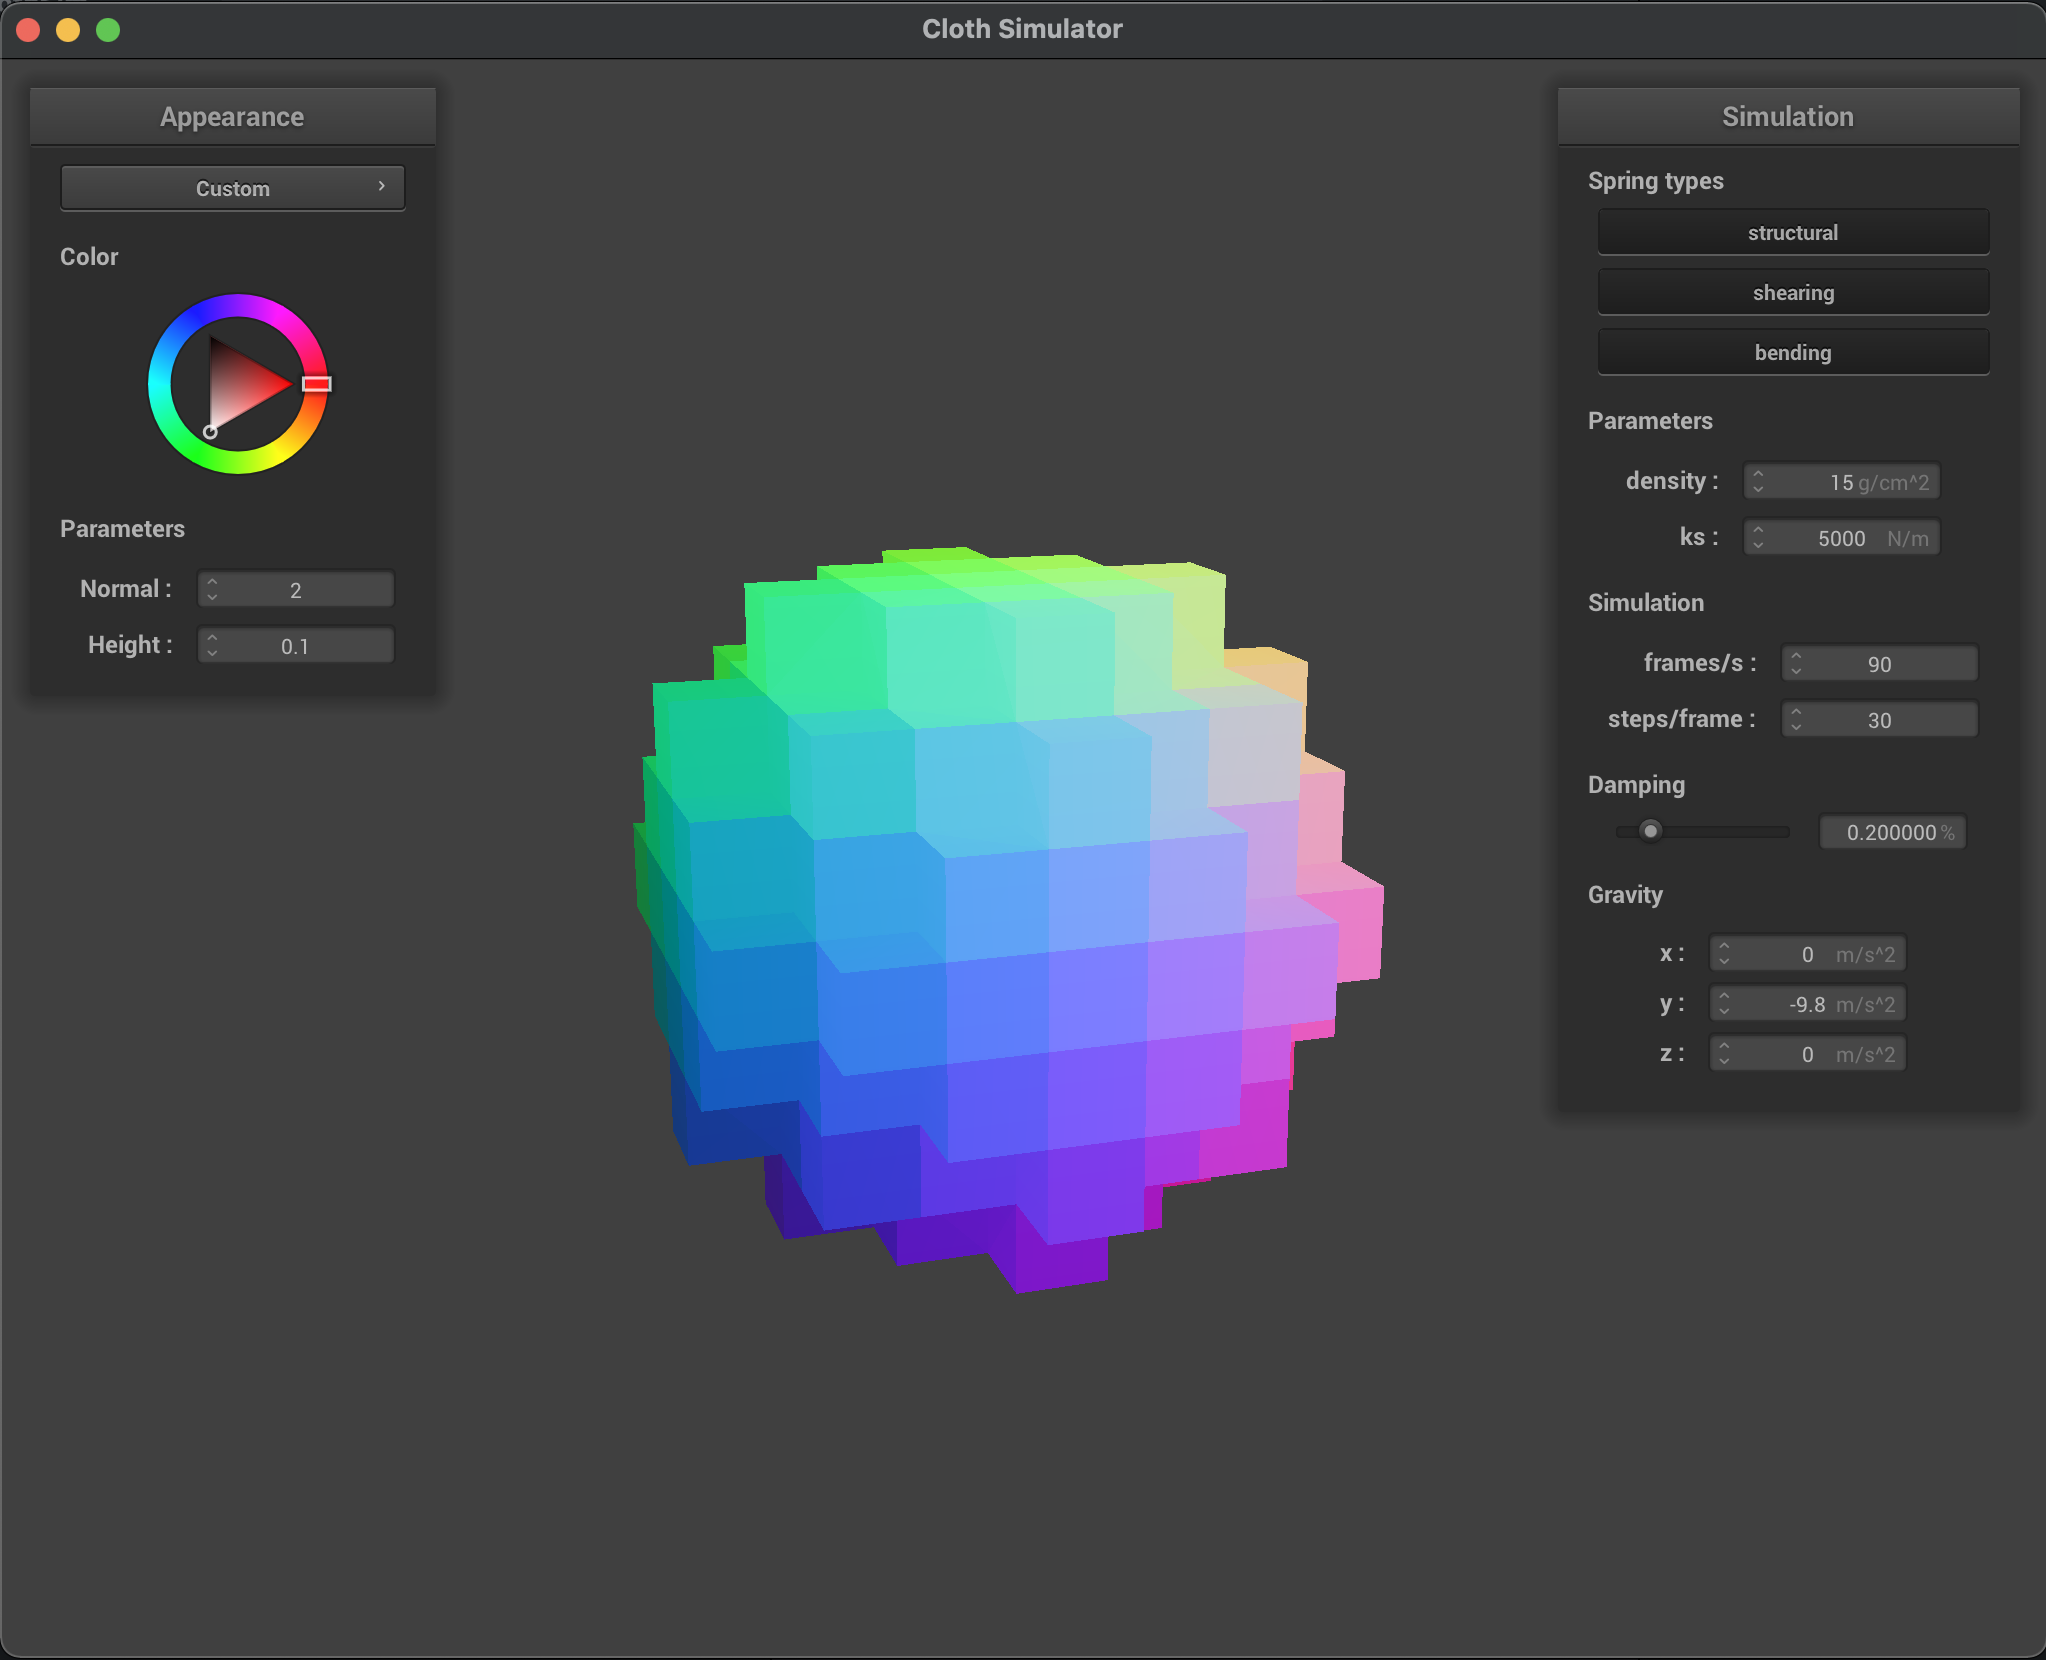 Cloth Simulator
Appearance
Custom
Color
Parameters
Normal : 2
Height : 0.1
Simulation
Spring types
structural
shearing
bending
Parameters
density : 15 g/cm^2
ks : 5000 N/m
Simulation
frames/s : 90
steps/frame : 30
Damping
0.200000 %
Gravity
x : 0 m/s^2
y : -9.8 m/s^2
z : 0 m/s^2